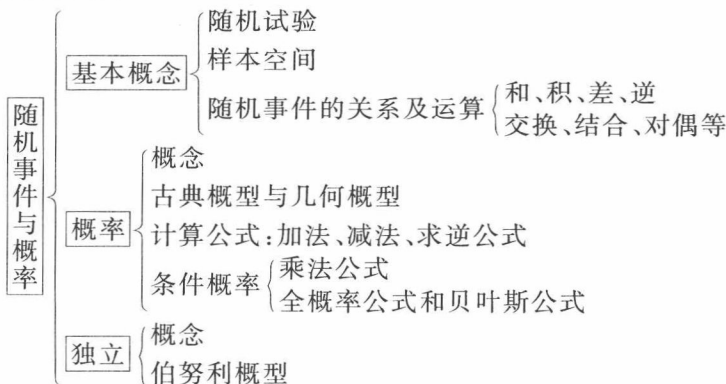 随机事件与概率
基本概念
随机试验
样本空间
随机事件的关系及运算
和、积、差、逆
交换、结合、对偶等
概率
概念
古典概型与几何概型
计算公式:加法、减法、求逆公式
条件概率
乘法公式
全概率公式和贝叶斯公式
独立
概念
伯努利概型